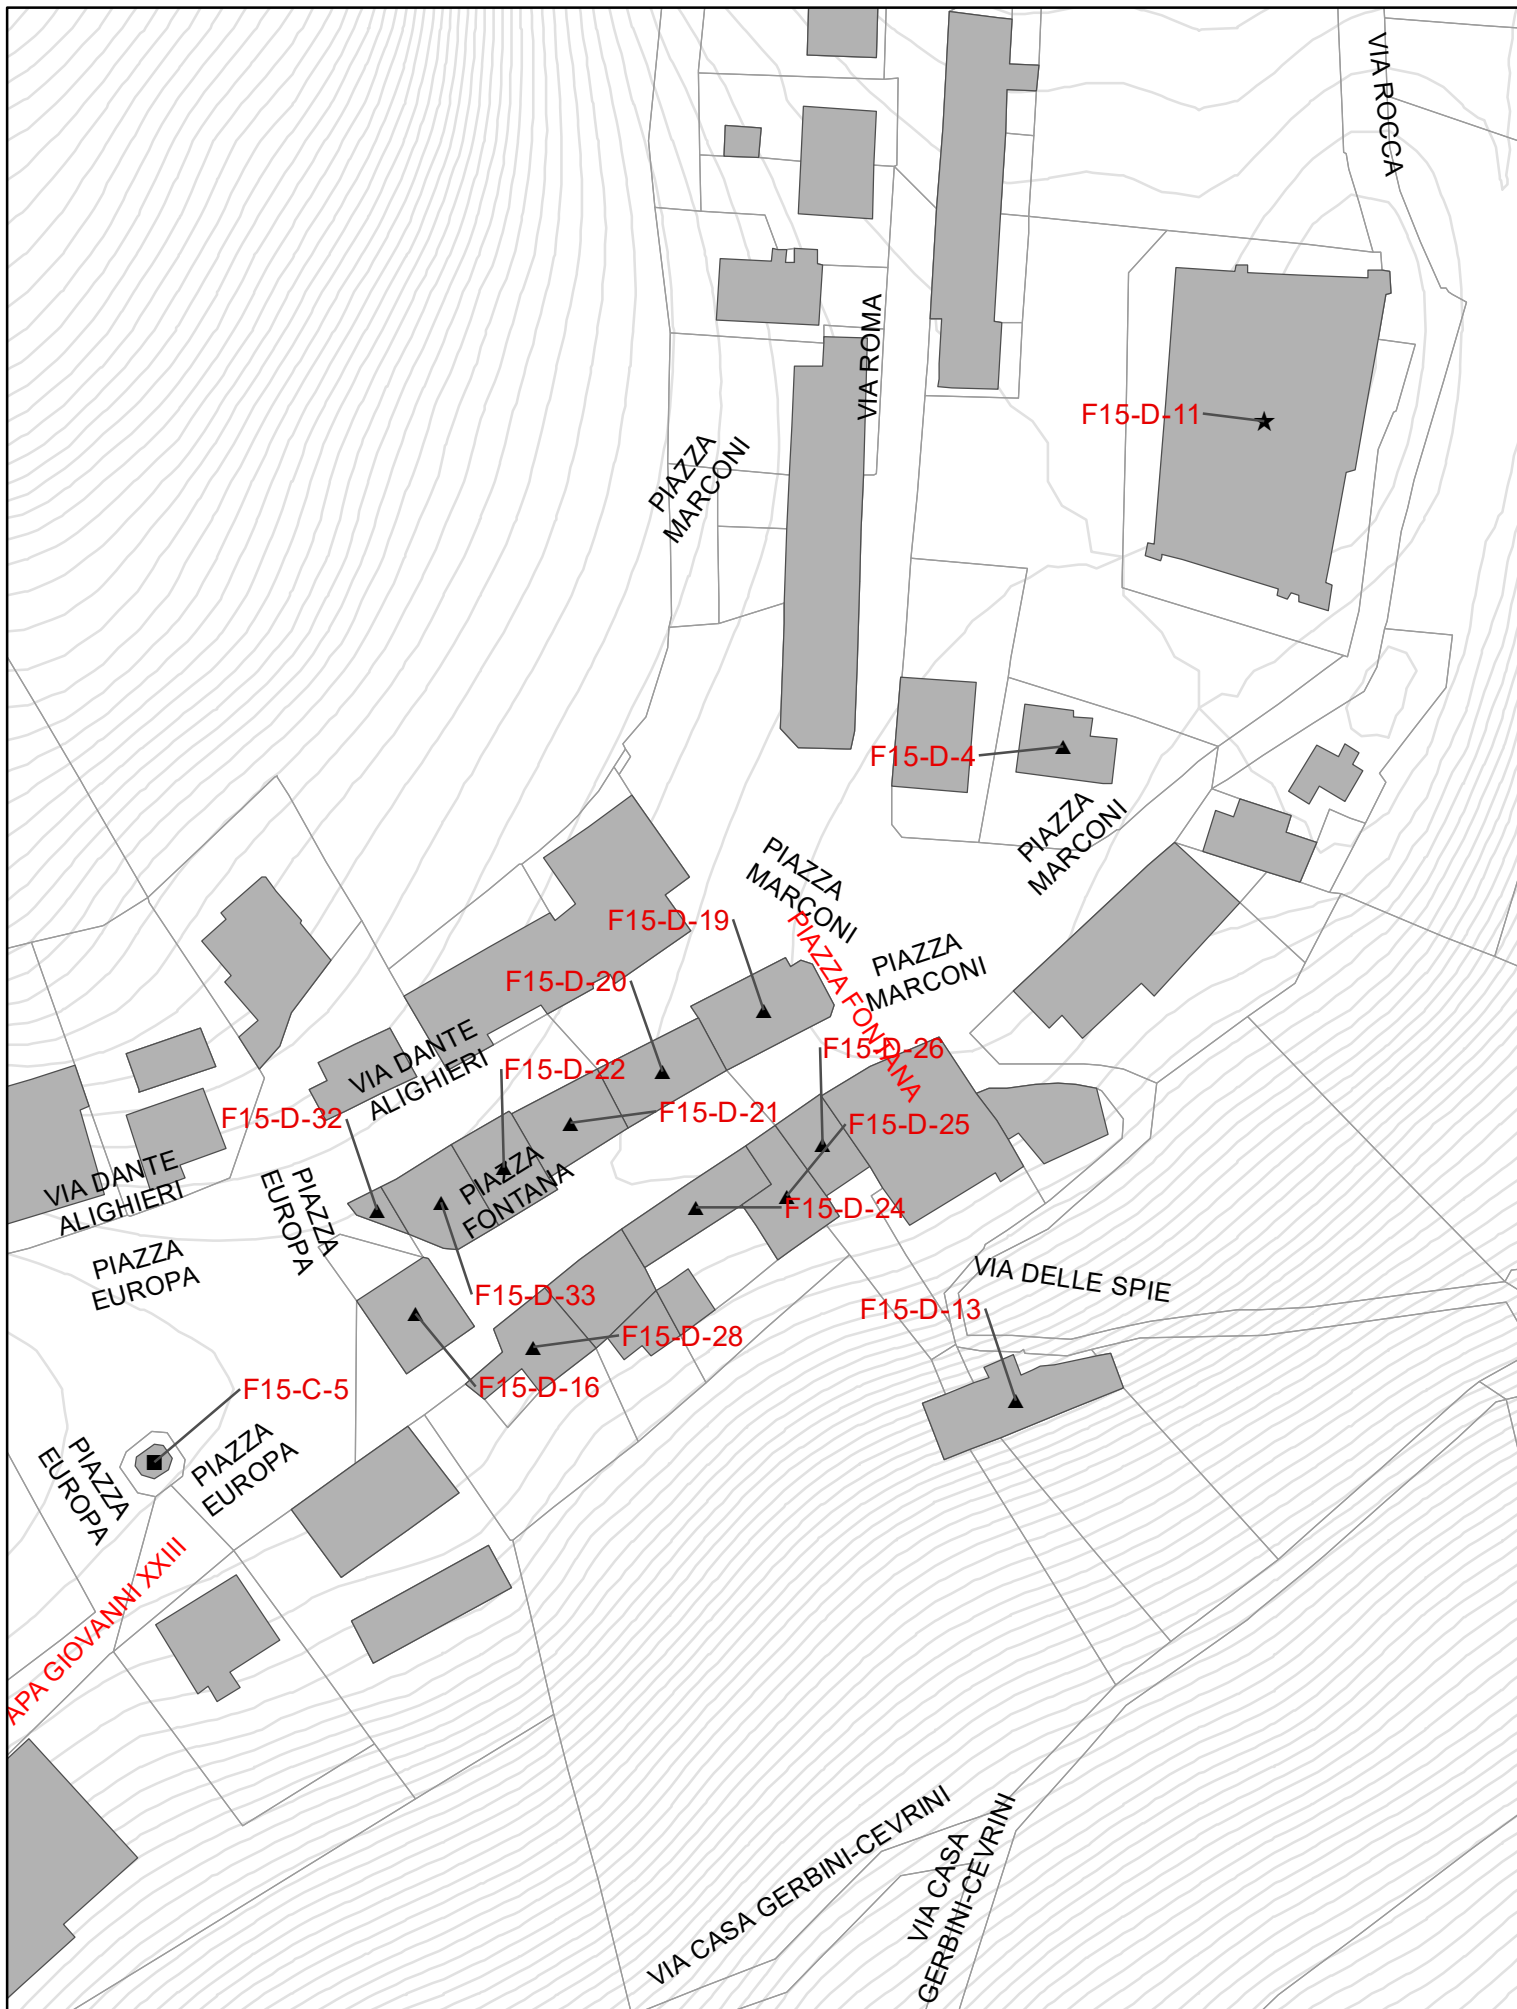 VIA ROCCA
VIA ROMA
F15-D-11
PIAZZA
MARCONI
F15-D-4
PIAZZA
MARCONI
PIAZZA
MARCONI
F15-D-19
PIAZZA FONTANA
PIAZZA
MARCONI
F15-D-20
VIA DANTE
ALIGHIERI
F15-D-22
F15-D-26
F15-D-32
F15-D-21
F15-D-25
VIA DANTE
ALIGHIERI
PIAZZA
EUROPA
PIAZZA
FONTANA
F15-D-24
PIAZZA
EUROPA
VIA DELLE SPIE
F15-D-33
F15-D-13
F15-D-28
F15-C-5
F15-D-16
PIAZZA
EUROPA
PIAZZA
EUROPA
APA GIOVANNI XXIII
VIA CASA GERBINI-CEVRINI
VIA CASA
GERBINI-CEVRINI